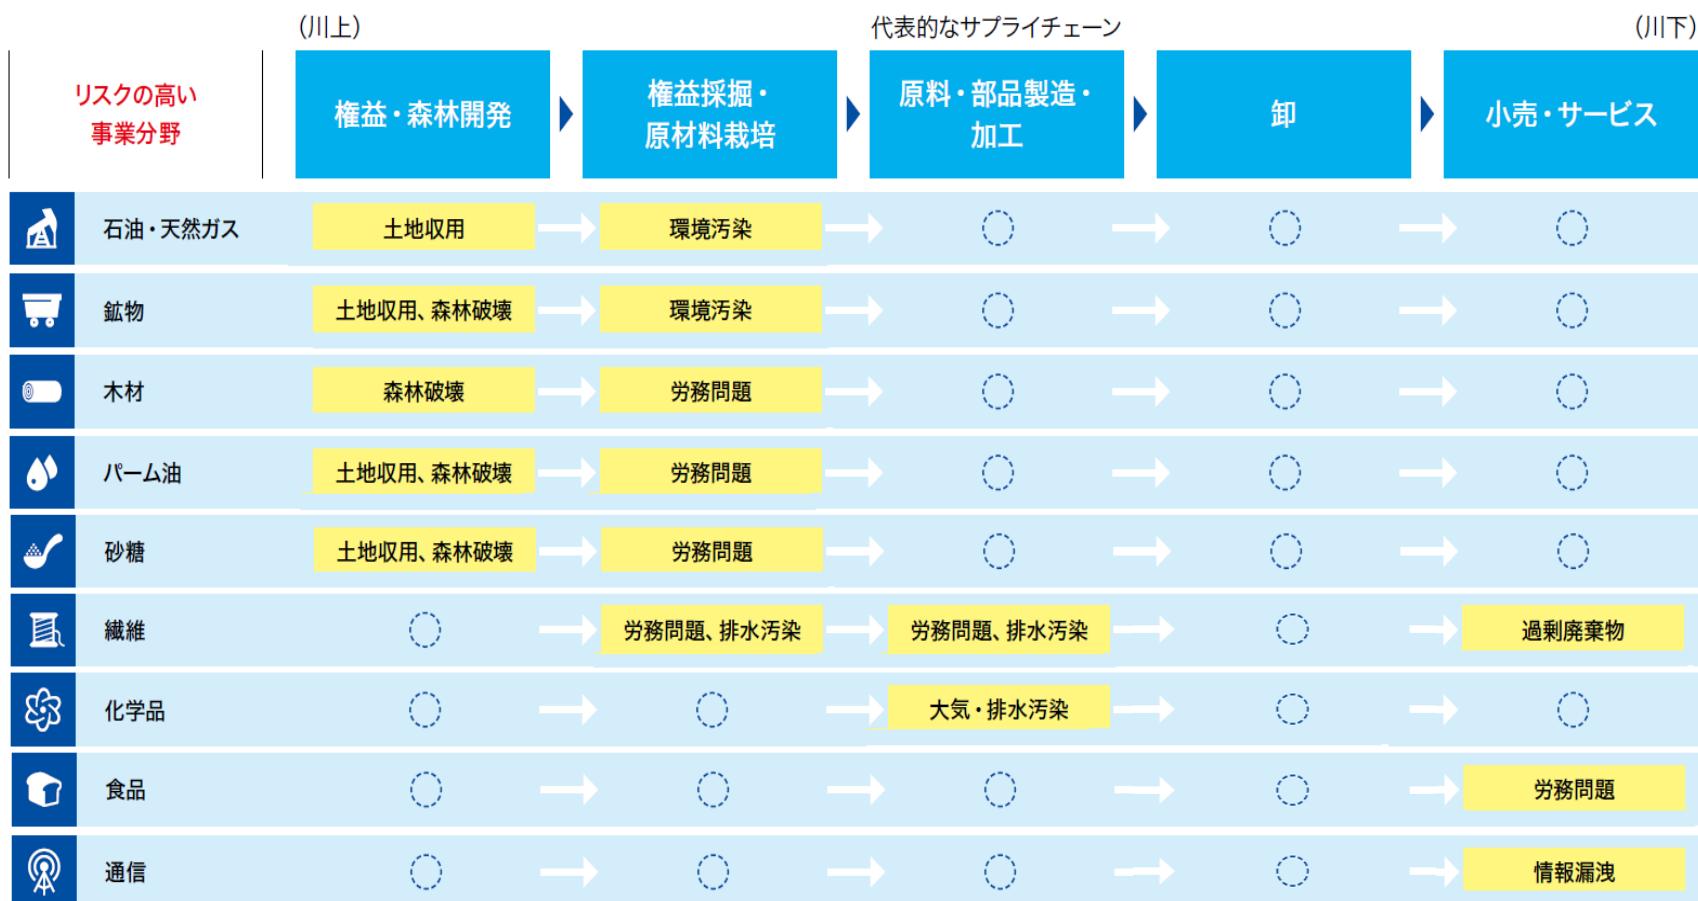 （川上）
代表的なサプライチェーン
（川下）
リスクの高い
事業分野
権益・森林開発
権益採掘・
原材料栽培
原料・部品製造・
加工
卸
小売・サービス
石油・天然ガス
土地収用
環境汚染
鉱物
土地収用、森林破壊
環境汚染
木材
森林破壊
労務問題
パーム油
土地収用、森林破壊
労務問題
砂糖
土地収用、森林破壊
労務問題
繊維
労務問題、排水汚染
労務問題、排水汚染
過剰廃棄物
化学品
大気・排水汚染
食品
労務問題
通信
情報漏洩